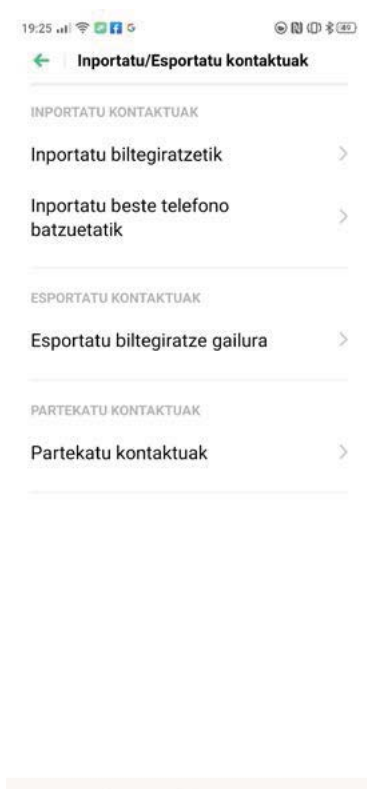 19:25
Inportatu/Esportatu kontaktuak
INPORTATU KONTAKTUAK
Inportatu biltegiratzetik
Inportatu beste telefono
batzuetatik
ESPORTATU KONTAKTUAK
Esportatu biltegiratze gailura
PARTEKATU KONTAKTUAK
Partekatu kontaktuak